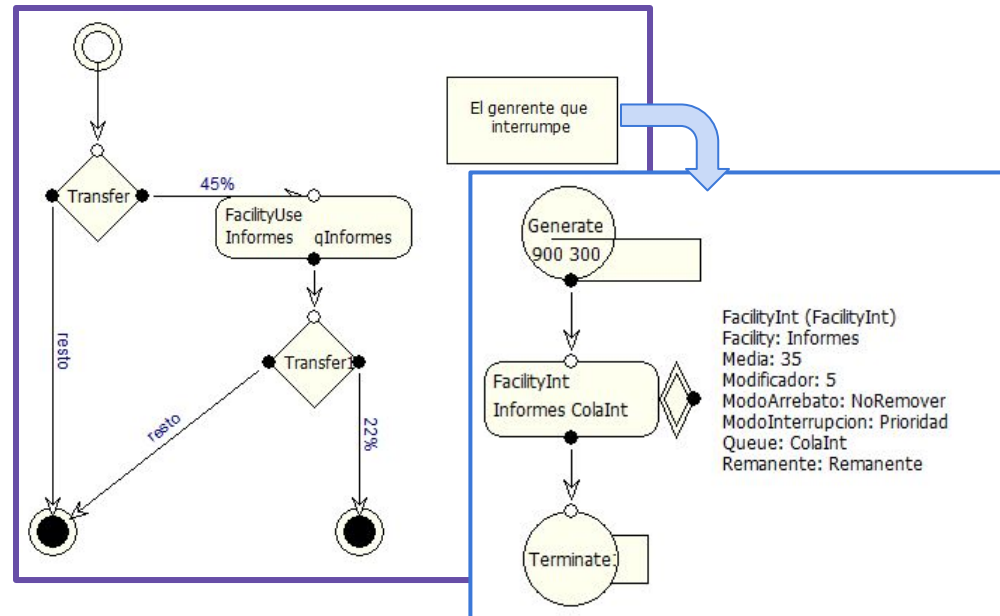 El genrente que
interrumpe
Transfer
45%
FacilityUse
Informes qInformes
resto
Transfer1
resto
22%
Generate
900 300
FacilityInt
Informes ColaInt
FacilityInt (FacilityInt)
Facility: Informes
Media: 35
Modificador: 5
ModoArrebato: NoRemover
ModoInterrupcion: Prioridad
Queue: ColaInt
Remanente: Remanente
Terminate1